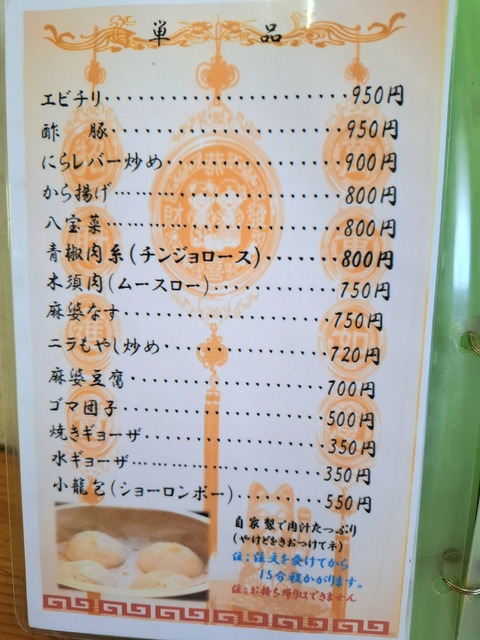 単 品
エビチリ・・・・・・・・・・・・・・・・・・・・・・・950円
酢 豚・・・・・・・・・・・・・・・・・・・・・・・950円
にらレバー炒め・・・・・・・・・・・・・・・・・900円
から揚げ・・・・・・・・・・・・・・・・・・・・・・800円
八宝菜・・・・・・・・・・・・・・・・・・・・・・・・800円
青椒肉糸(チンジョロース)・・・・・・・・800円
木須肉(ムースロー)・・・・・・・・・・・・・750円
麻婆なす・・・・・・・・・・・・・・・・・・・・・・750円
ニラもやし炒め・・・・・・・・・・・・・・・・・720円
麻婆豆腐・・・・・・・・・・・・・・・・・・・・・・700円
ゴマ団子・・・・・・・・・・・・・・・・・・・・・・500円
焼きギョーザ・・・・・・・・・・・・・・・・・・・350円
水ギョーザ・・・・・・・・・・・・・・・・・・・・350円
小龍包(ショーロンポー)・・・・・・・・・550円
自家製で肉汁たっぷり
(やけどをきおつけてネ)
注:注文を受けてから
15分程かがります。
注:お持ち帰りはできません